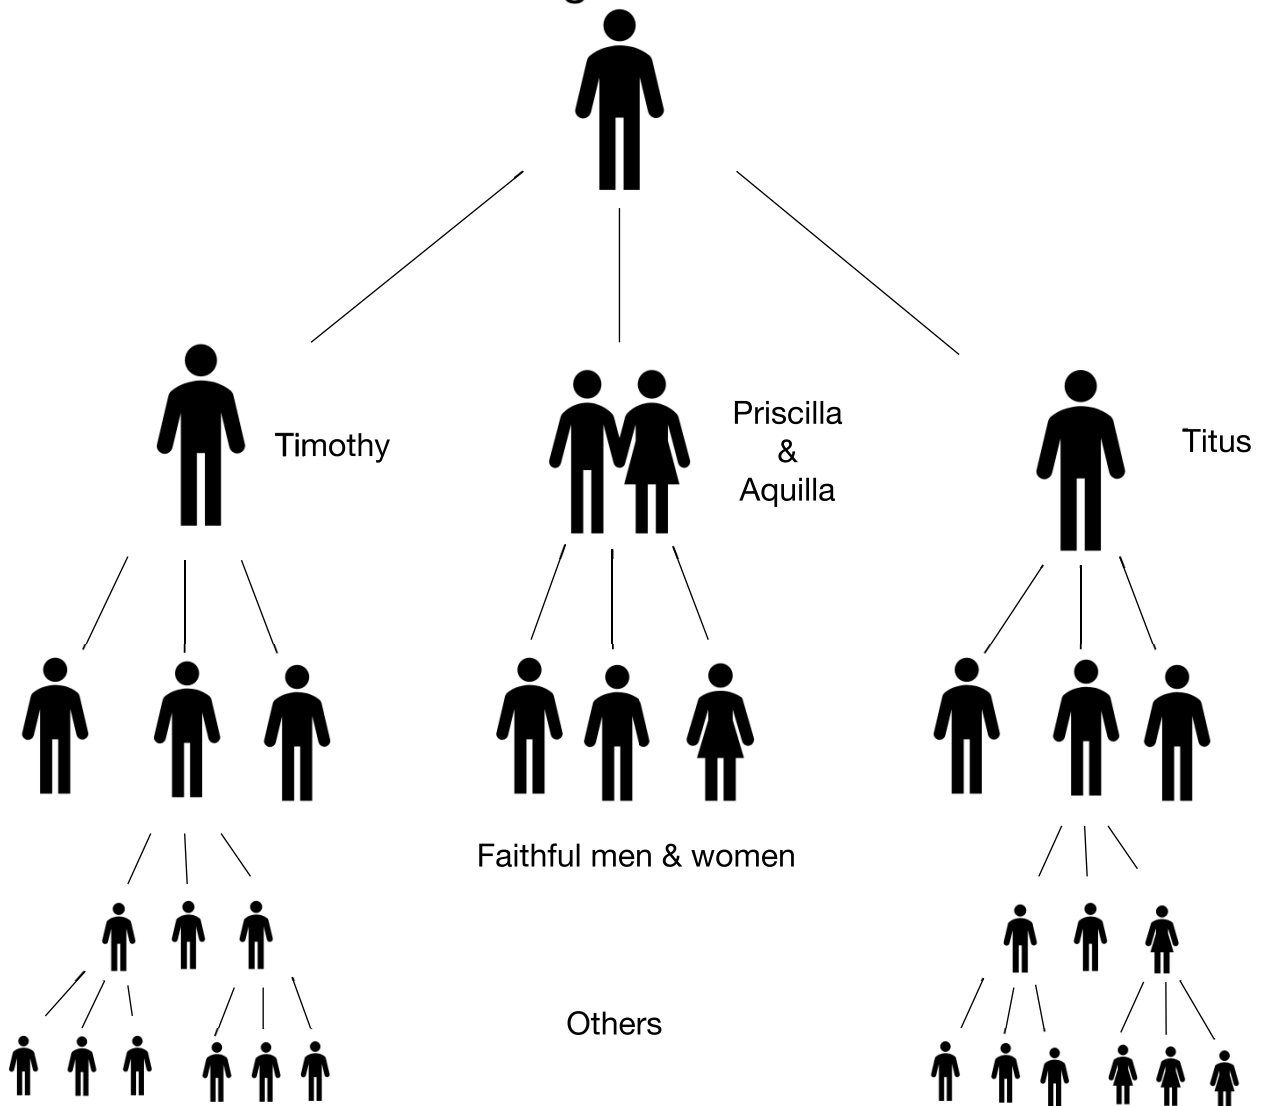 Timothy
Priscilla
&
Aquilla
Titus
Faithful men & women
Others